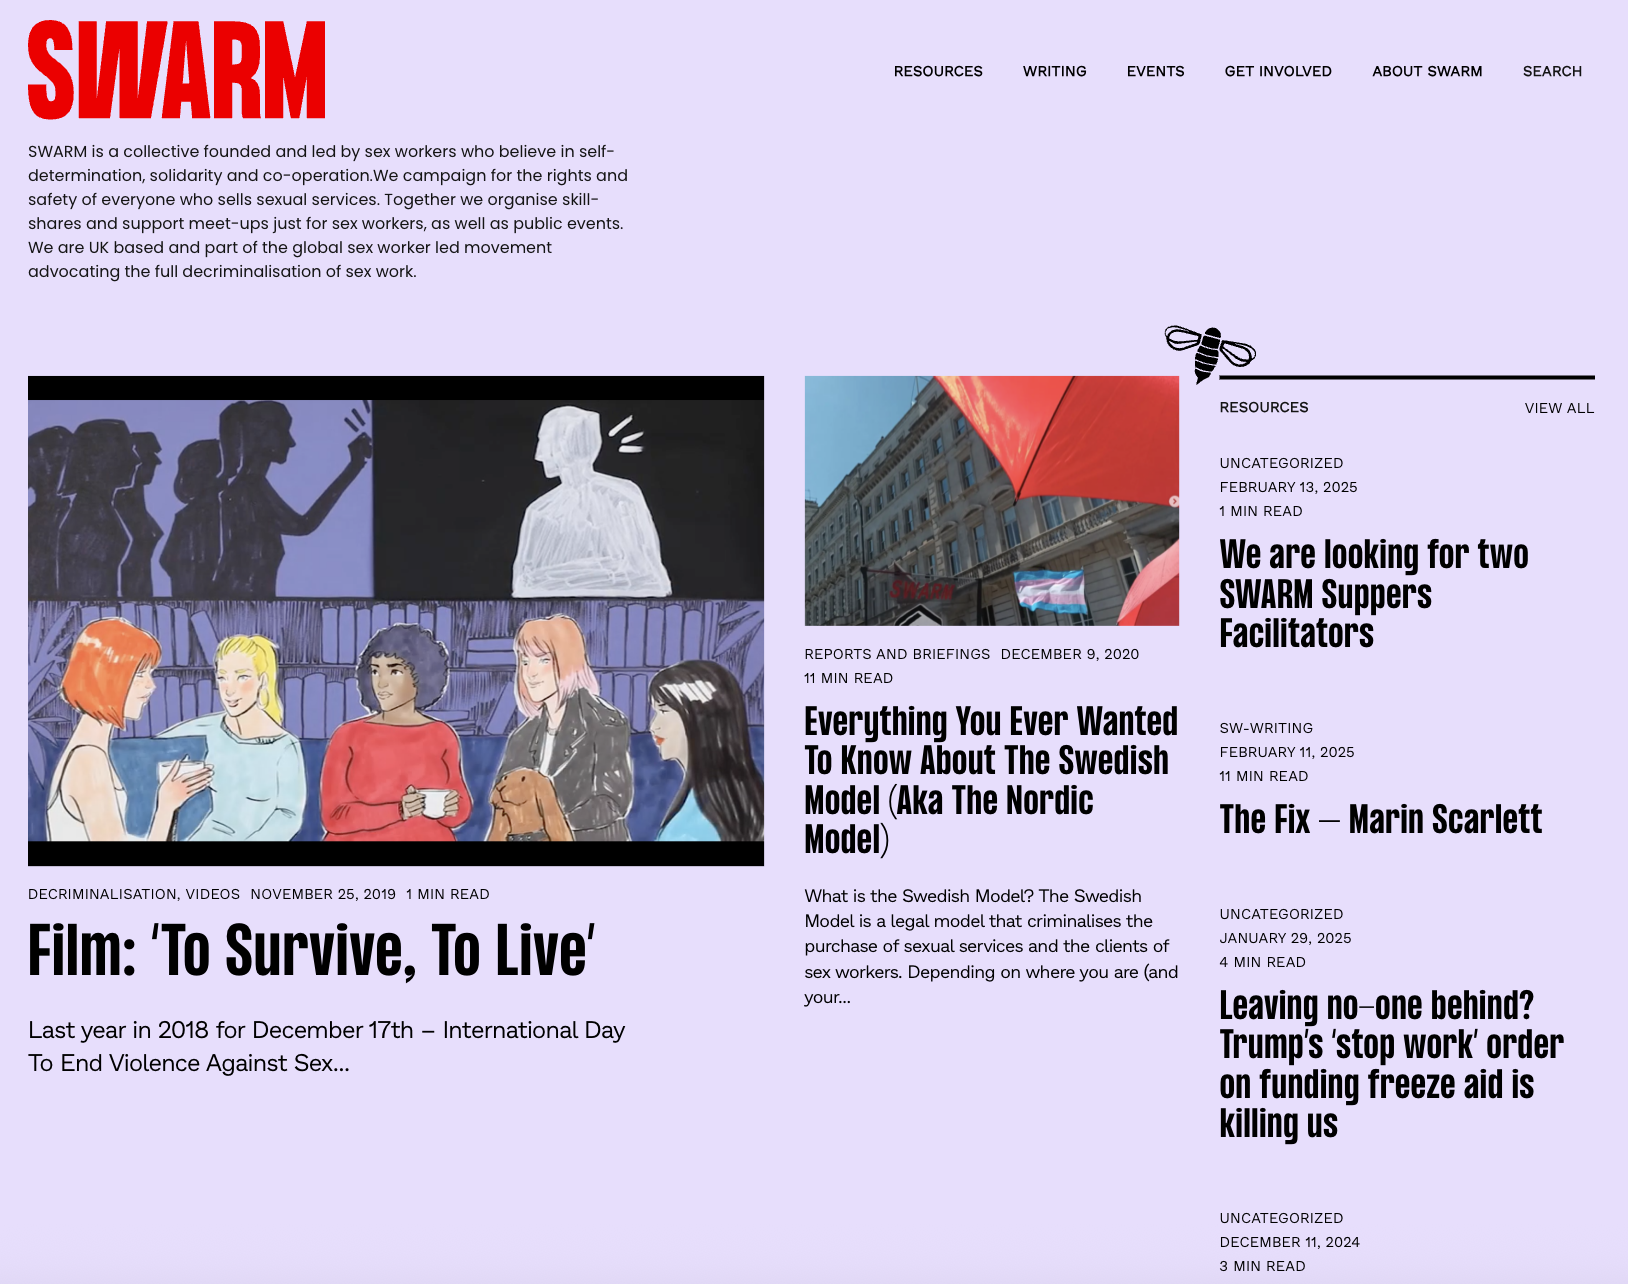 SWARM
RESOURCES
WRITING
EVENTS
GET INVOLVED
ABOUT SWARM
SEARCH
SWARM is a collective founded and led by sex workers who believe in self-
determination, solidarity and co-operation.We campaign for the rights and
safety of everyone who sells sexual services. Together we organise skill-
shares and support meet-ups just for sex workers, as well as public events.
We are UK based and part of the global sex worker led movement
advocating the full decriminalisation of sex work.
DECRIMINALISATION, VIDEOS NOVEMBER 25, 2019 1 MIN READ
Film: ‘To Survive, To Live’
Last year in 2018 for December 17th – International Day
To End Violence Against Sex...
SWARM
REPORTS AND BRIEFINGS DECEMBER 9, 2020
11 MIN READ
Everything You Ever Wanted
To Know About The Swedish
Model (Aka The Nordic
Model)
What is the Swedish Model? The Swedish
Model is a legal model that criminalises the
purchase of sexual services and the clients of
sex workers. Depending on where you are (and
your...
RESOURCES
VIEW ALL
UNCATEGORIZED
FEBRUARY 13, 2025
1 MIN READ
We are looking for two
SWARM Suppers
Facilitators
SW-WRITING
FEBRUARY 11, 2025
11 MIN READ
The Fix – Marin Scarlett
UNCATEGORIZED
JANUARY 29, 2025
4 MIN READ
Leaving no–one behind?
Trump’s ‘stop work’ order
on funding freeze aid is
killing us
UNCATEGORIZED
DECEMBER 11, 2024
3 MIN READ